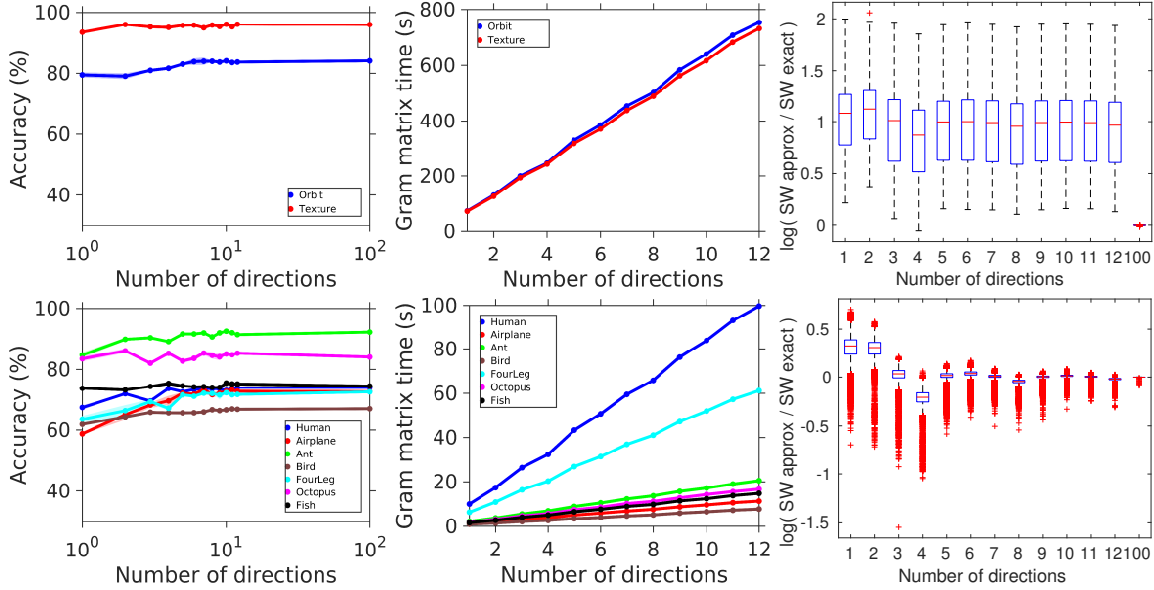 Accuracy (%)
100
80
60
40
Orbit
Texture
10^0
10^1
10^2
Number of directions
Gram matrix time (s)
800
600
400
200
0
Orbit
Texture
2
4
6
8
10
12
Number of directions
log( SW approx / SW exact )
2
1.5
1
0.5
0
1 2 3 4 5 6 7 8 9 10 11 12 100
Number of directions
Accuracy (%)
100
80
60
40
Human
Airplane
Ant
Bird
FourLeg
Octopus
Fish
10^0
10^1
10^2
Number of directions
Gram matrix time (s)
100
80
60
40
20
0
Human
Airplane
Ant
Bird
FourLeg
Octopus
Fish
2
4
6
8
10
12
Number of directions
log( SW approx / SW exact )
0.5
0
-0.5
-1
-1.5
1 2 3 4 5 6 7 8 9 10 11 12 100
Number of directions